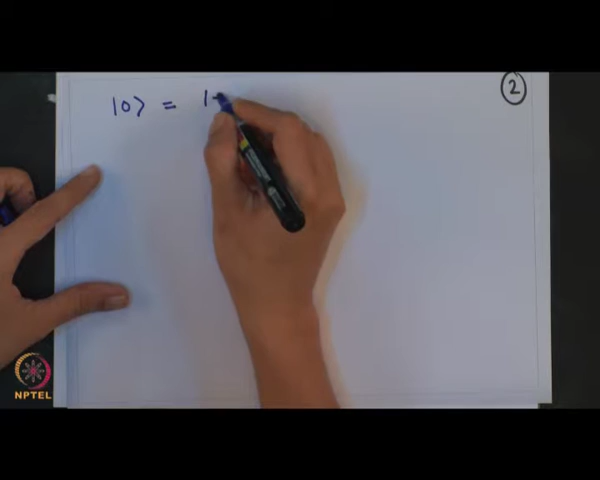 |0⟩ = |+
2
NPTEL